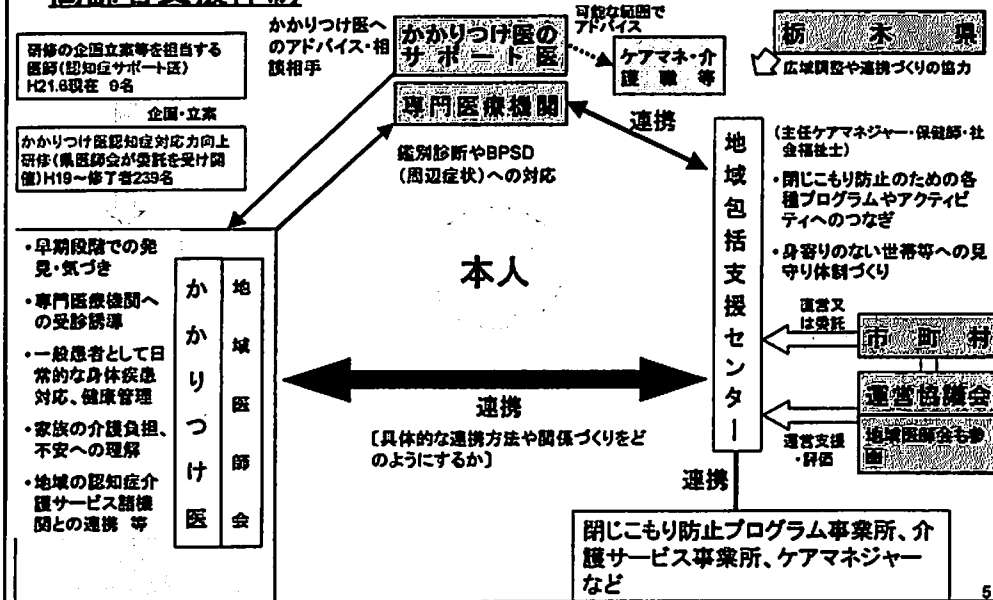 研修の企画立案等を担当する
医師(認知症サポート医)
H21.6現在 9名
企画・立案
かかりつけ医認知症対応力向上
研修(県医師会が委託を受け開
催)H19〜修了者239名
かかりつけ医へ
のアドバイス・相
談相手
かかりつけ医の
サポート医
専門医療機関
鑑別診断やBPSD
(周辺症状)への対応
可能な範囲で
アドバイス
ケアマネ・介
護職等
栃木県
広域調整や連携づくりの協力
連携
地域包括支援センター
(主任ケアマネジャー・保健師・社
会福祉士)
・閉じこもり防止のための各
種プログラムやアクティビ
ティへのつなぎ
・身寄りのない世帯等への見
守り体制づくり
運営又
は委託
市町村
運営協議会
地域医師会も参
画
運営支援
・評価
・早期段階での発
見・気づき
・専門医療機関へ
の受診誘導
・一般患者として日
常的な身体疾患
対応、健康管理
・家族の介護負担、
不安への理解
・地域の認知症介
護サービス諸機
関との連携 等
かかりつけ医
地域医師会
本人
連携
〔具体的な連携方法や関係づくりをど
のようにするか〕
連携
閉じこもり防止プログラム事業所、介
護サービス事業所、ケアマネジャー
など
5